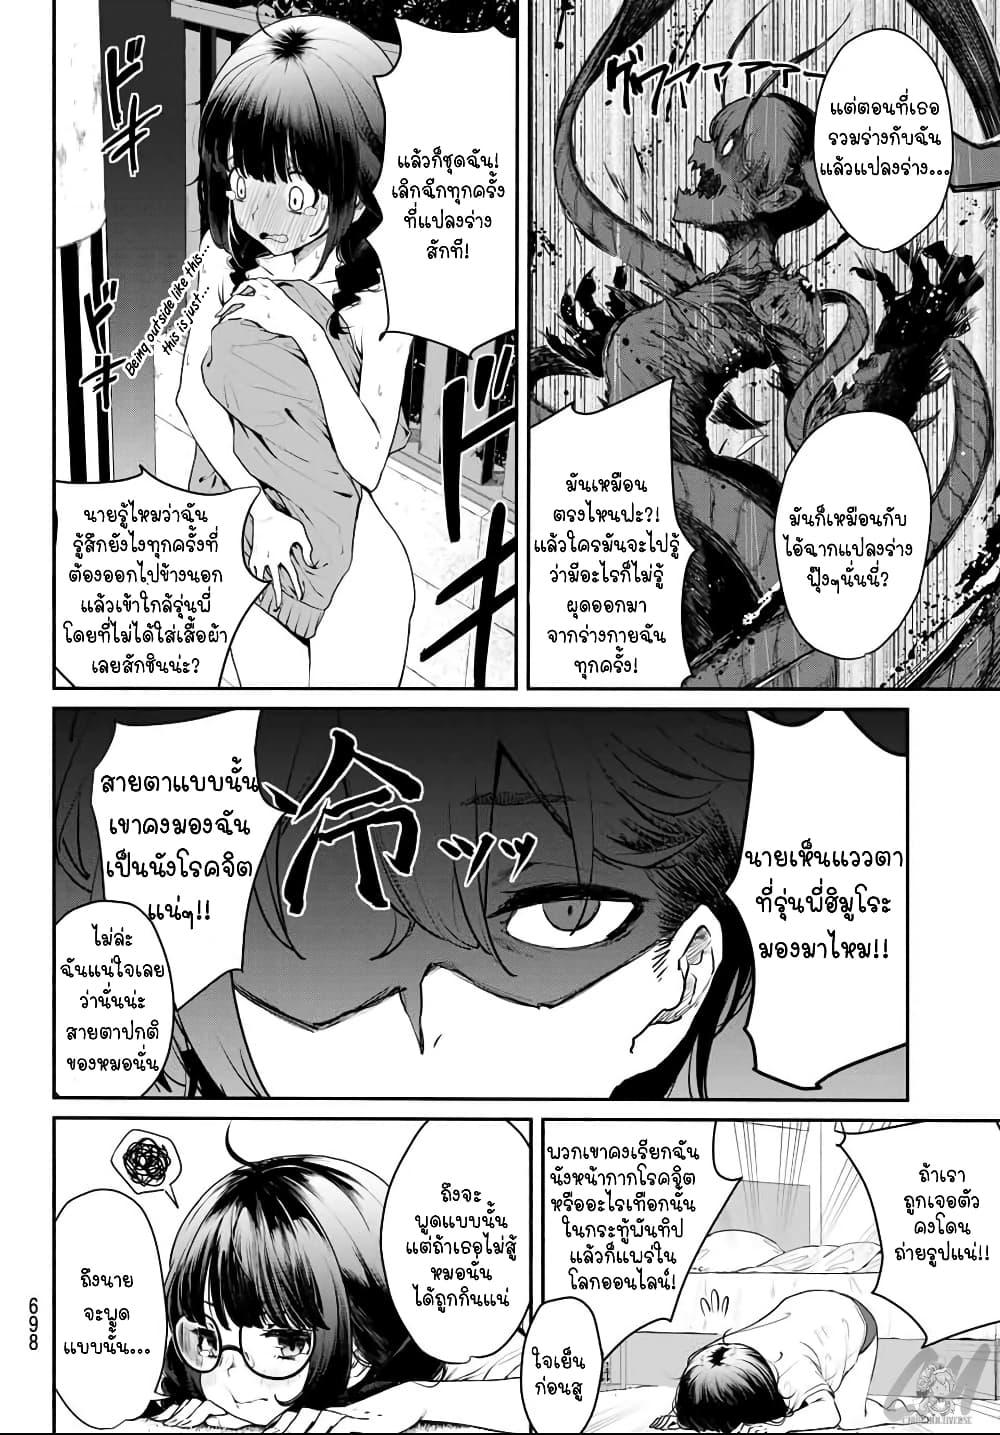 แต่ตอนที่เธอ
รวมร่างกับฉัน
แล้วแปลงร่าง...
มันก็เหมือนกับ
ไอ้ฉากแปลงร่าง
ฟุ้งๆนั่นนี่?
มันเหมือน
ตรงไหนฟะ?!
แล้วใครมันจะไปรู้
ว่ามีอะไรก็ไม่รู้
ผุดออกมา
จากร่างกายฉัน
ทุกครั้ง!
แล้วก็ชุดฉัน!
เลิกฉีกทุกครั้ง
ที่แปลงร่าง
สักที!
ドド
Being outside like this...
this is just...
ドド
นายรู้ไหมว่าฉัน
รู้สึกยังไงทุกครั้งที่
ต้องออกไปข้างนอก
แล้วเข้าใกล้รุ่นพี่
โดยที่ไม่ได้ใส่เสื้อผ้า
เลยสักชิ้นน่ะ?
นายเห็นแววตา
ที่รุ่นพี่ฮิมูโระ
มองมาไหม!!
冷
ッッ
สายตาแบบนั้น
เขาคงมองฉัน
เป็นนังโรคจิต
แน่ๆ!!
ไม่ล่ะ
ฉันแน่ใจเลย
ว่านั่นน่ะ
สายตาปกติ
ของหมอนั่น
ถ้าเรา
ถูกเจอตัว
คงโดน
ถ่ายรูปแน่!!
พวกเขาคงเรียกฉัน
นังหน้ากากโรคจิต
หรืออะไรเทือกนั้น
ในกระทู้พันทิป
แล้วก็แพร่ใน
โลกออนไลน์!
ใจเย็น
ก่อนสู
ถึงจะ
พูดแบบนั้น
แต่ถ้าเธอไม่สู้
หมอนั่น
ได้ถูกกินแน่
ถึงนาย
จะพูด
แบบนั้น...
698